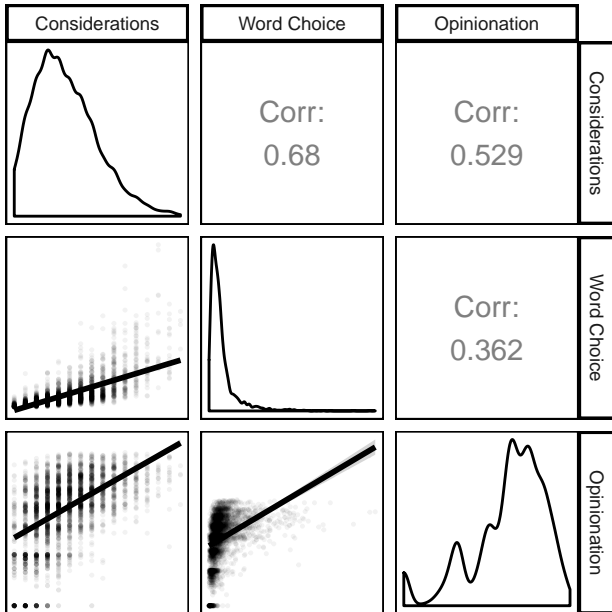 Considerations
Word Choice
Opinionation
Corr:
0.68
Corr:
0.529
Considerations
Corr:
0.362
Word Choice
Opinionation